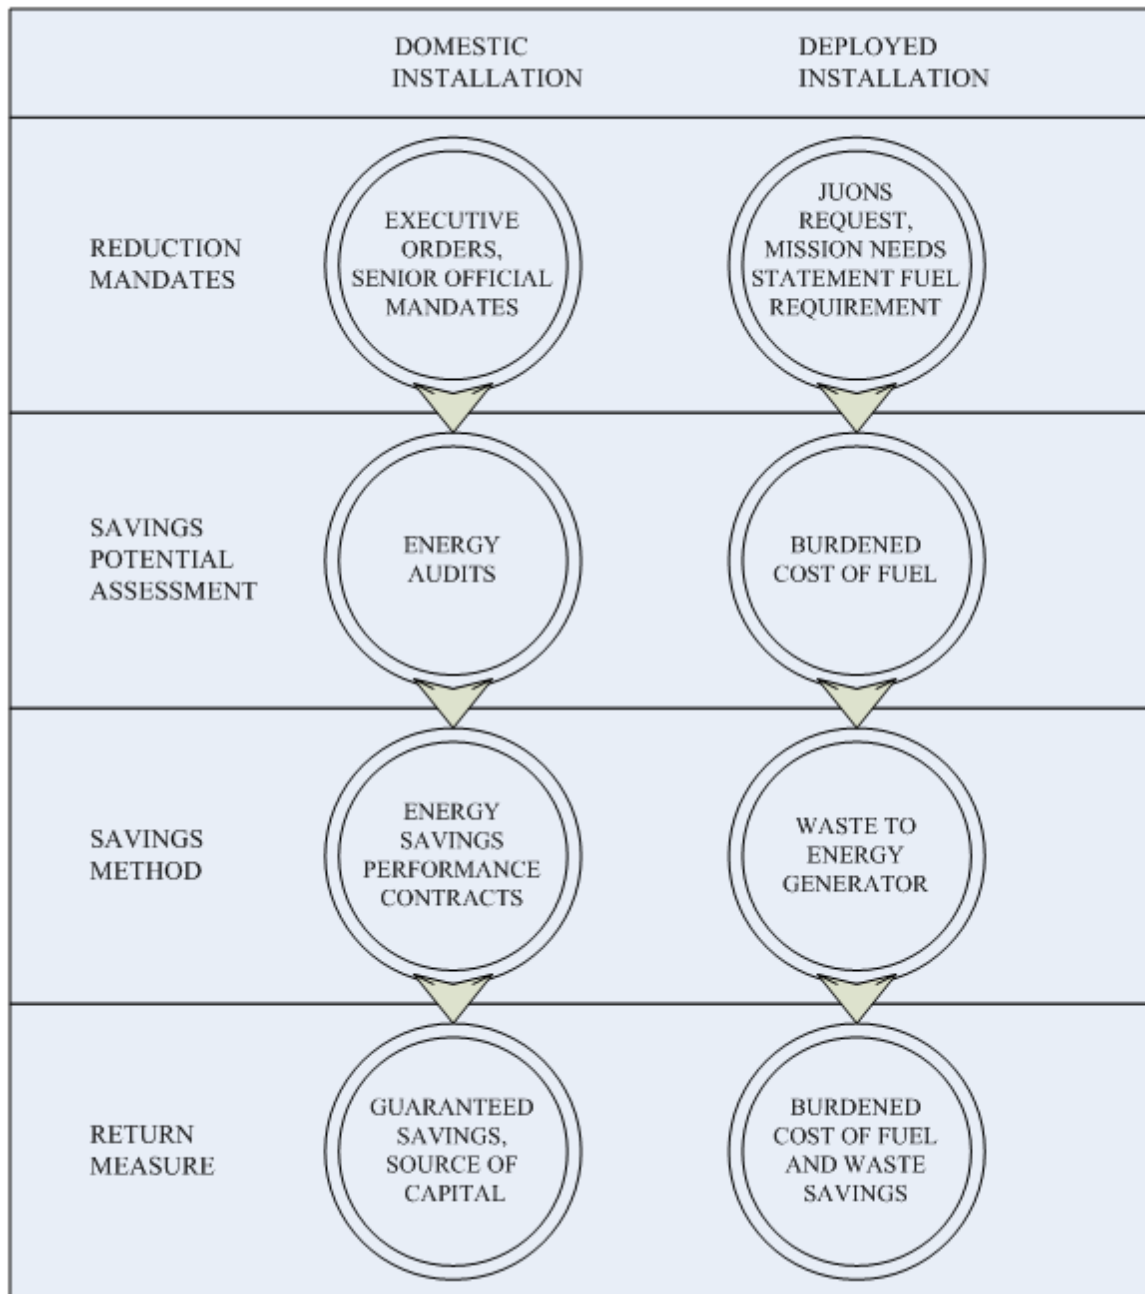 DOMESTIC
INSTALLATION
DEPLOYED
INSTALLATION
REDUCTION
MANDATES
EXECUTIVE
ORDERS,
SENIOR OFFICIAL
MANDATES
JUONS
REQUEST,
MISSION NEEDS
STATEMENT FUEL
REQUIREMENT
SAVINGS
POTENTIAL
ASSESSMENT
ENERGY
AUDITS
BURDENED
COST OF FUEL
SAVINGS
METHOD
ENERGY
SAVINGS
PERFORMANCE
CONTRACTS
WASTE TO
ENERGY
GENERATOR
RETURN
MEASURE
GUARANTEED
SAVINGS,
SOURCE OF
CAPITAL
BURDENED
COST OF FUEL
AND WASTE
SAVINGS